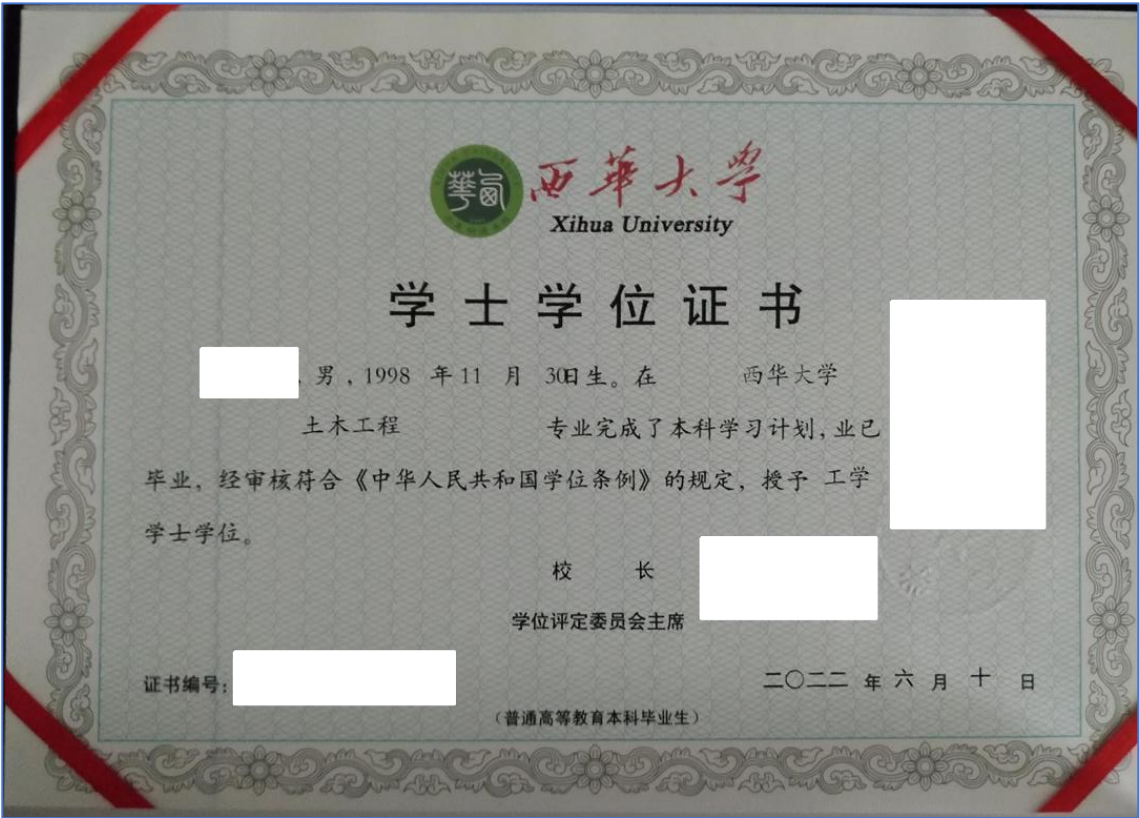 西華大学
Xihua University
学士学位证书
男，1998 年 11 月 30日生。在 西华大学
土木工程 专业完成了本科学习计划，业已
毕业，经审核符合《中华人民共和国学位条例》的规定，授予 工学
学士学位。
校 长
学位评定委员会主席
证书编号：
二〇二二 年 六 月 十 日
（普通高等教育本科毕业生）